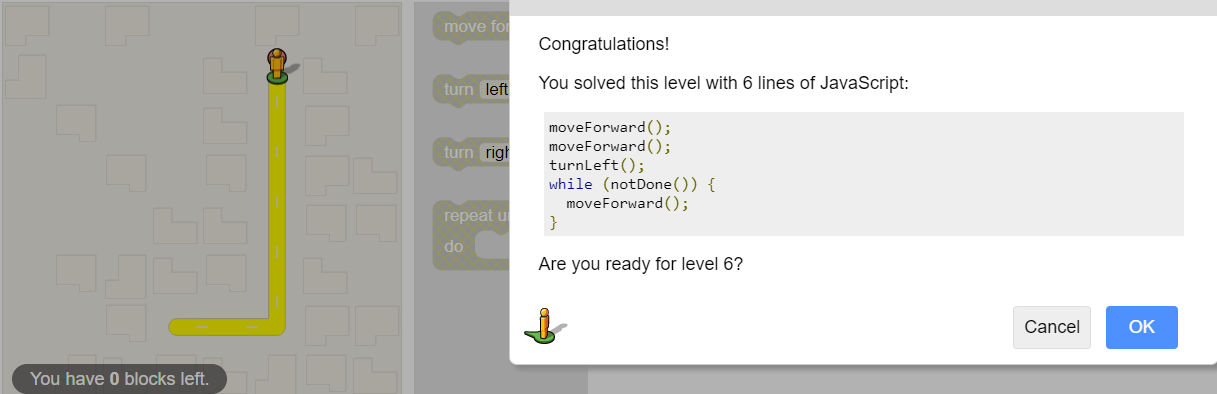 move for
turn left
turn righ
repeat u
do
You have 0 blocks left.
Congratulations!
You solved this level with 6 lines of JavaScript:
moveForward();
moveForward();
turnLeft();
while (notDone()) {
  moveForward();
}
Are you ready for level 6?
Cancel
OK